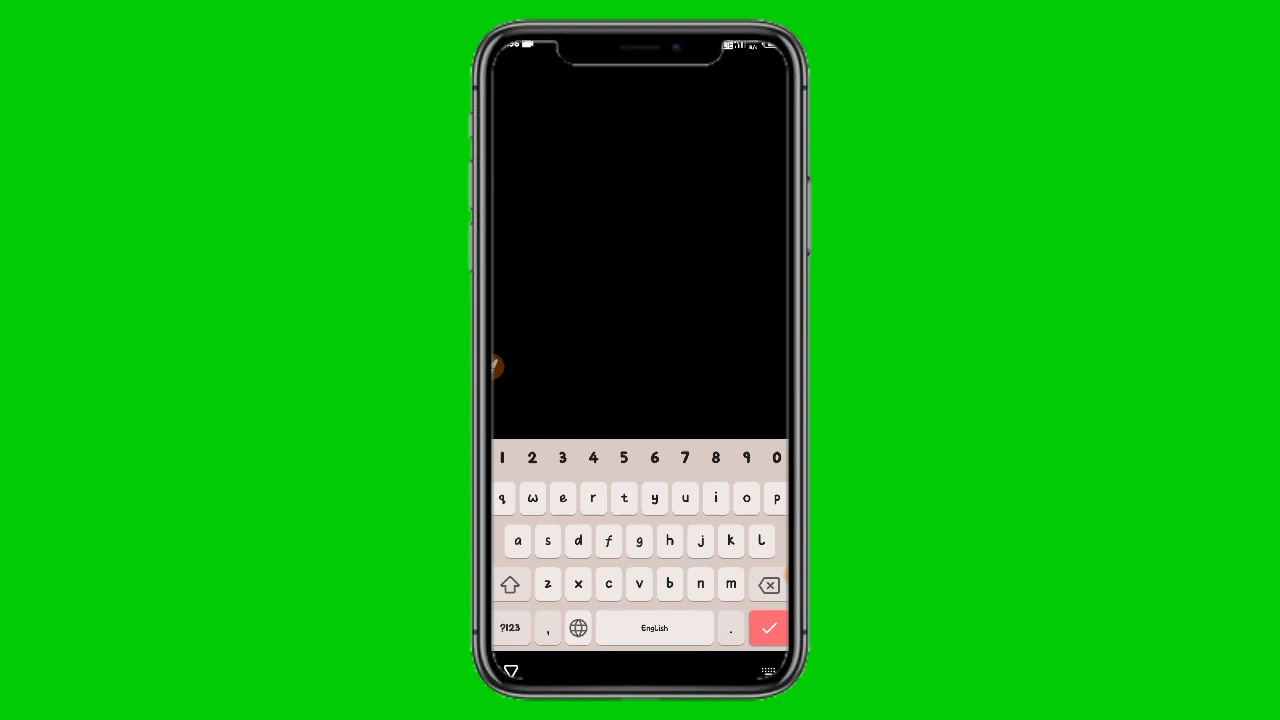 1 2 3 4 5 6 7 8 9 0
q w e r t y u i o p
a s d f g h j k l
z x c v b n m
?123 , English .